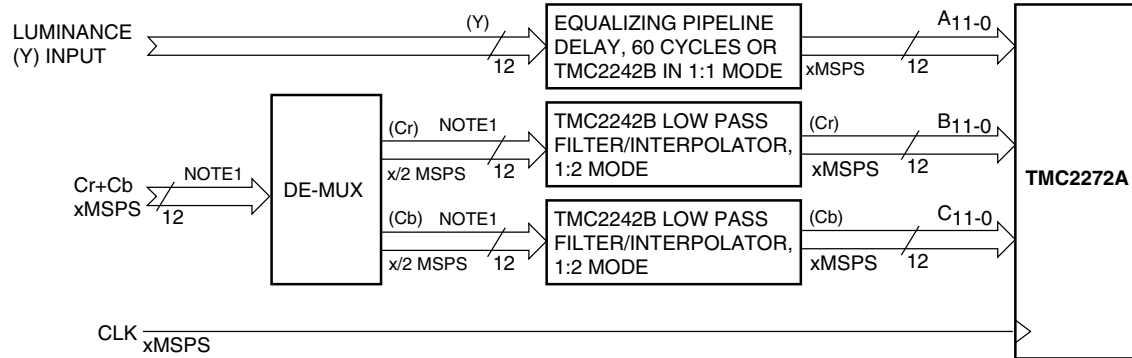 LUMINANCE
(Y) INPUT
(Y)
12
EQUALIZING PIPELINE
DELAY, 60 CYCLES OR
TMC2242B IN 1:1 MODE
xMSPS
12
A11-0
Cr+Cb
xMSPS
NOTE1
12
DE-MUX
(Cr)
NOTE1
x/2 MSPS
12
TMC2242B LOW PASS
FILTER/INTERPOLATOR,
1:2 MODE
(Cr)
xMSPS
12
B11-0
(Cb)
NOTE1
x/2 MSPS
12
TMC2242B LOW PASS
FILTER/INTERPOLATOR,
1:2 MODE
(Cb)
xMSPS
12
C11-0
TMC2272A
CLK
xMSPS